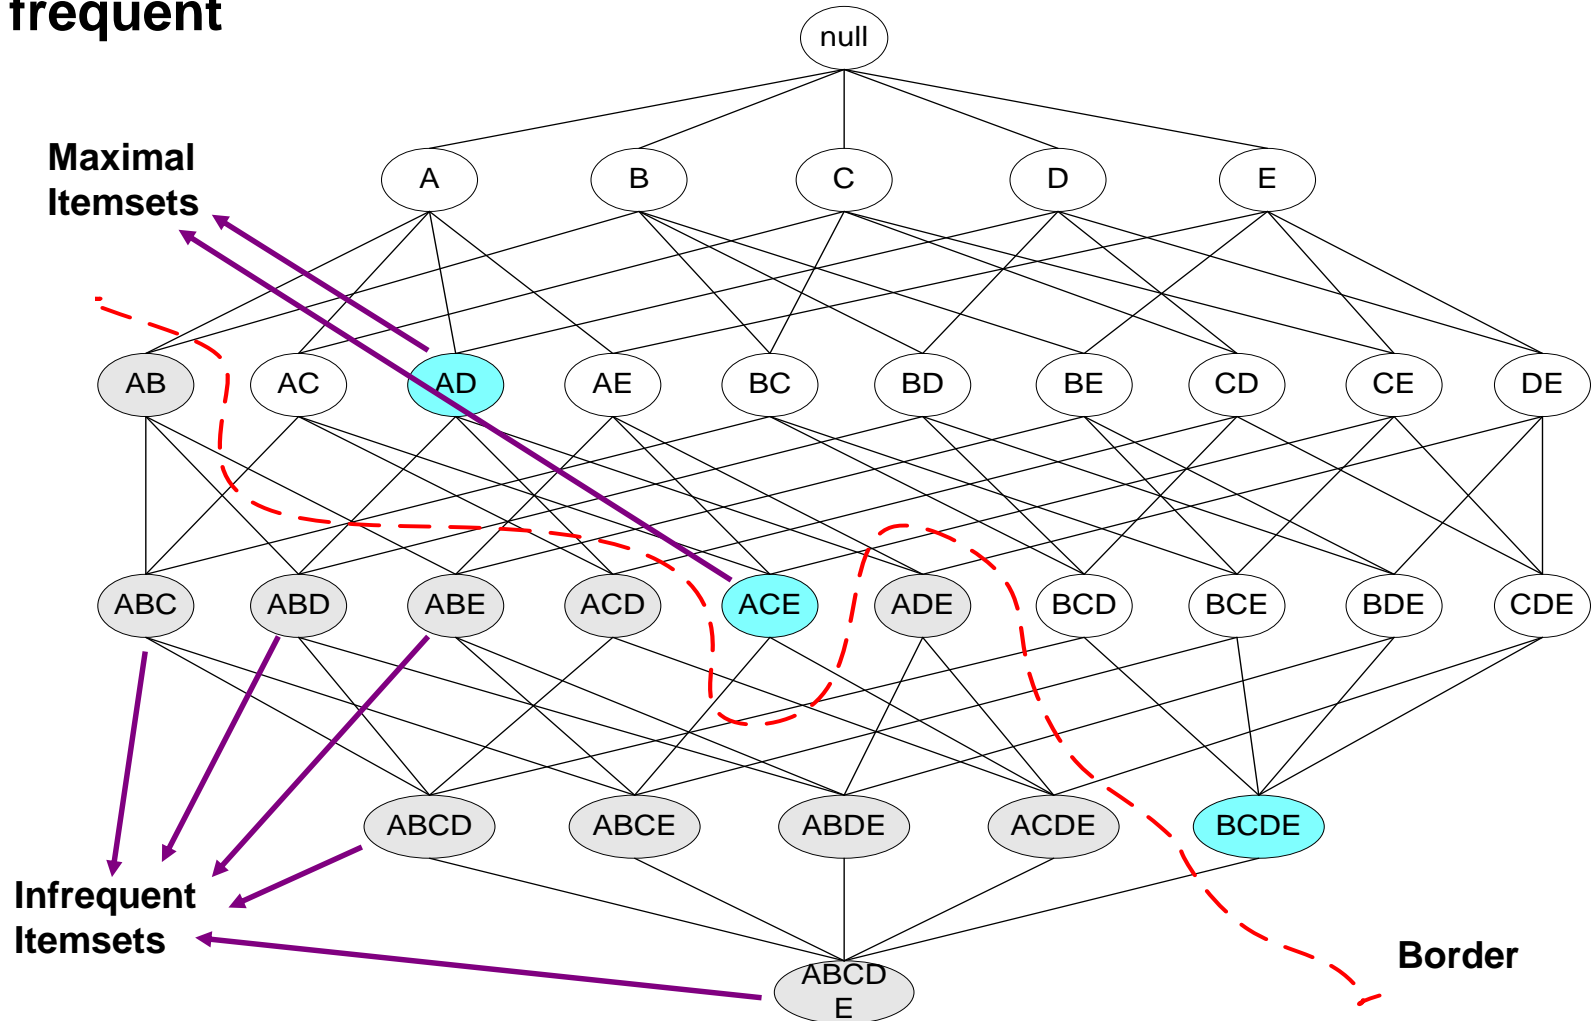 frequent
null
Maximal
Itemsets
A
B
C
D
E
AB
AC
AD
AE
BC
BD
BE
CD
CE
DE
ABC
ABD
ABE
ACD
ACE
ADE
BCD
BCE
BDE
CDE
ABCD
ABCE
ABDE
ACDE
BCDE
Infrequent
Itemsets
Border
ABCD
E